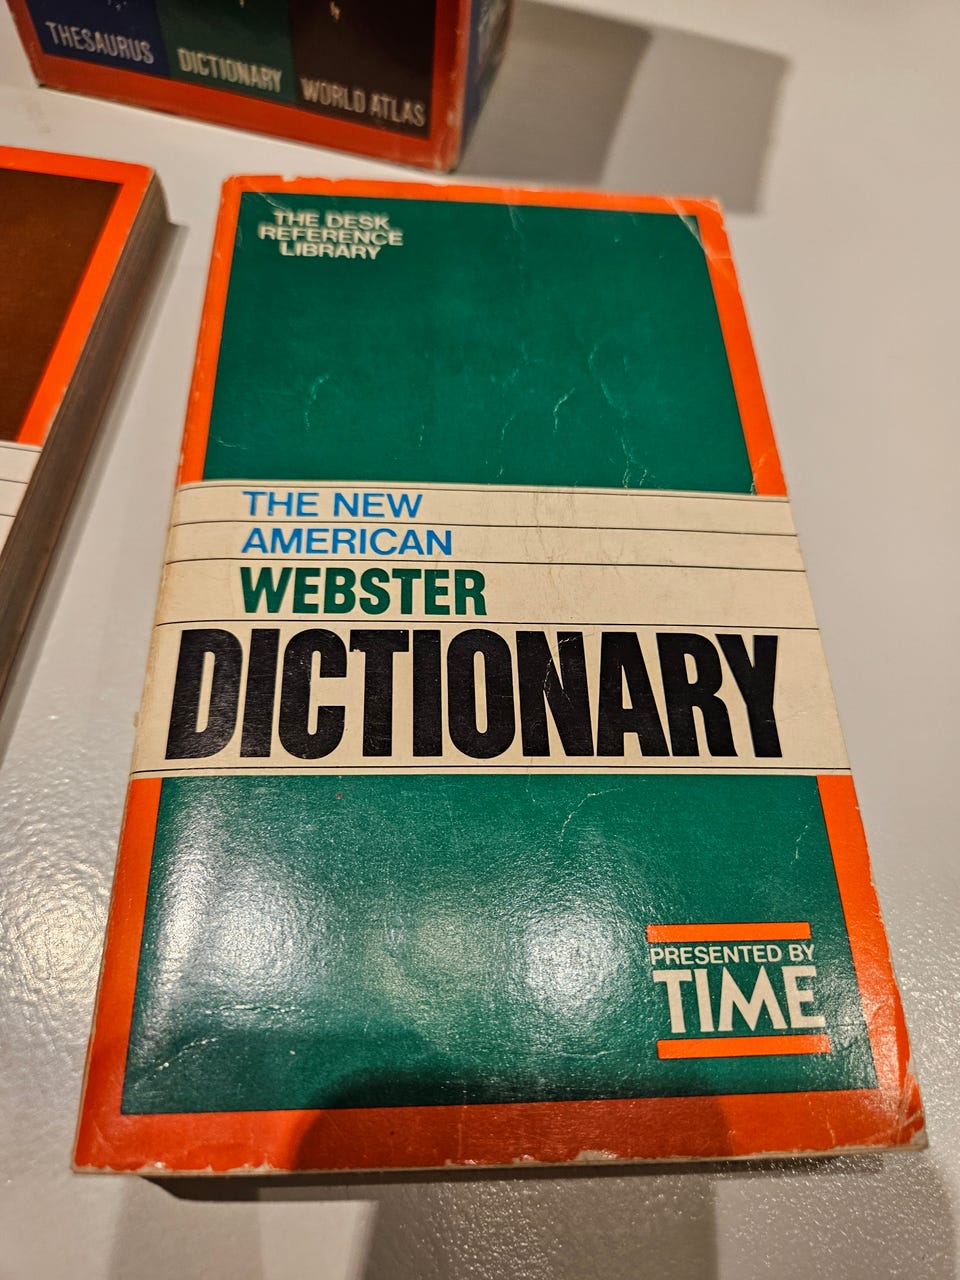 THESAURUS
DICTIONARY
WORLD ATLAS
THE DESK
REFERENCE
LIBRARY
THE NEW
AMERICAN
WEBSTER
DICTIONARY
PRESENTED BY
TIME